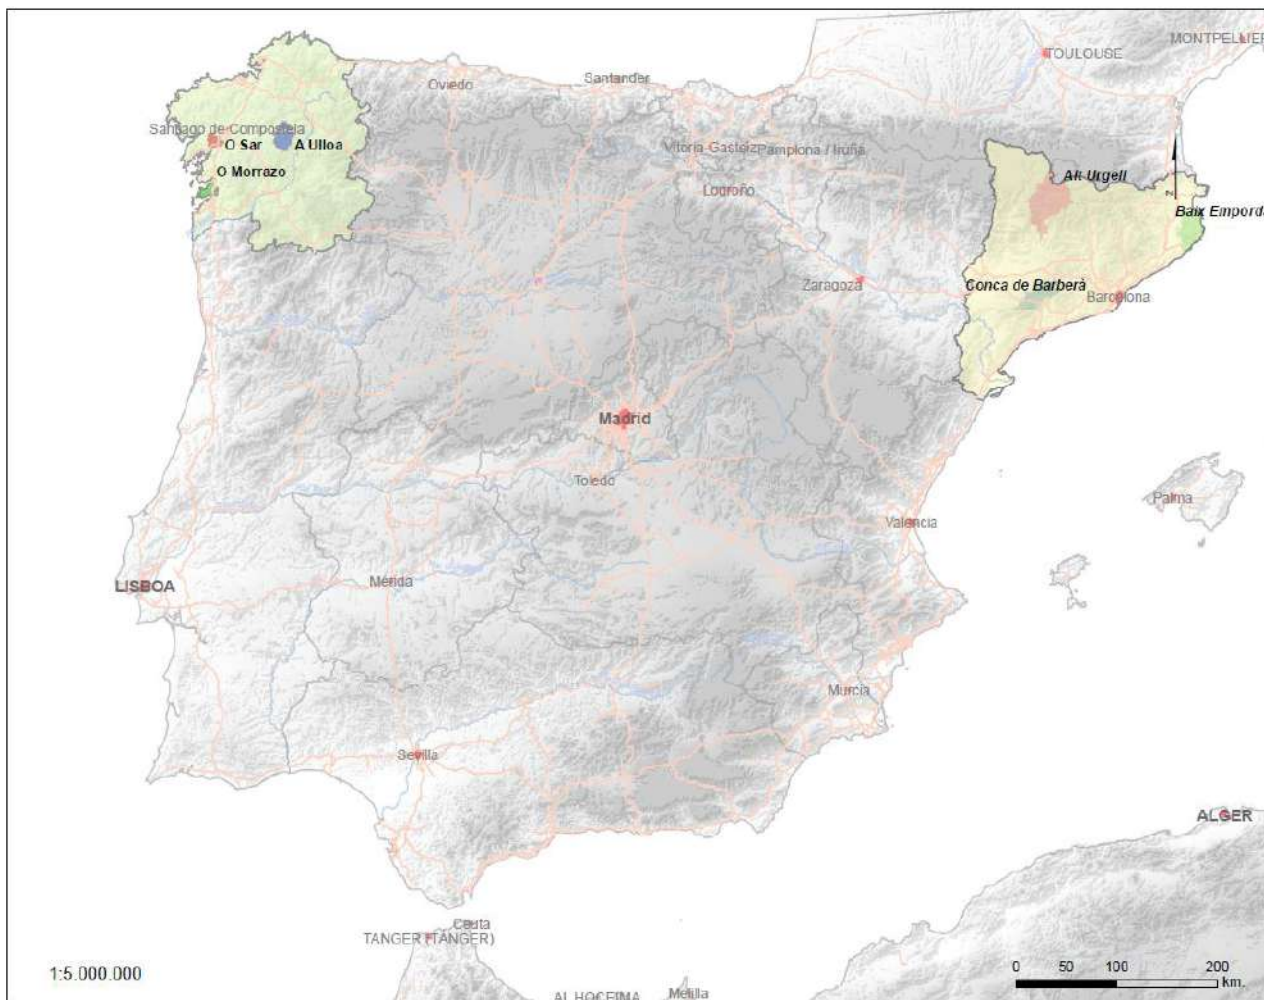 TOULOUSE
MONTPELLIER
Oviedo
Santander
Santiago de Compostela
O Sar
A Ulloa
Vitoria-Gasteiz
Pamplona / Iruña
O Morrazo
Logroño
Alt Urgell
N
Baix Empordà
Zaragoza
Conca de Barberà
Barcelona
Madrid
Toledo
Palma
Valencia
LISBOA
Mérida
Murcia
Sevilla
ALGER
Ceuta
TANGER (TANGER)
1:5.000.000
0 50 100 200
km.
AL HOCEIMA
Melilla